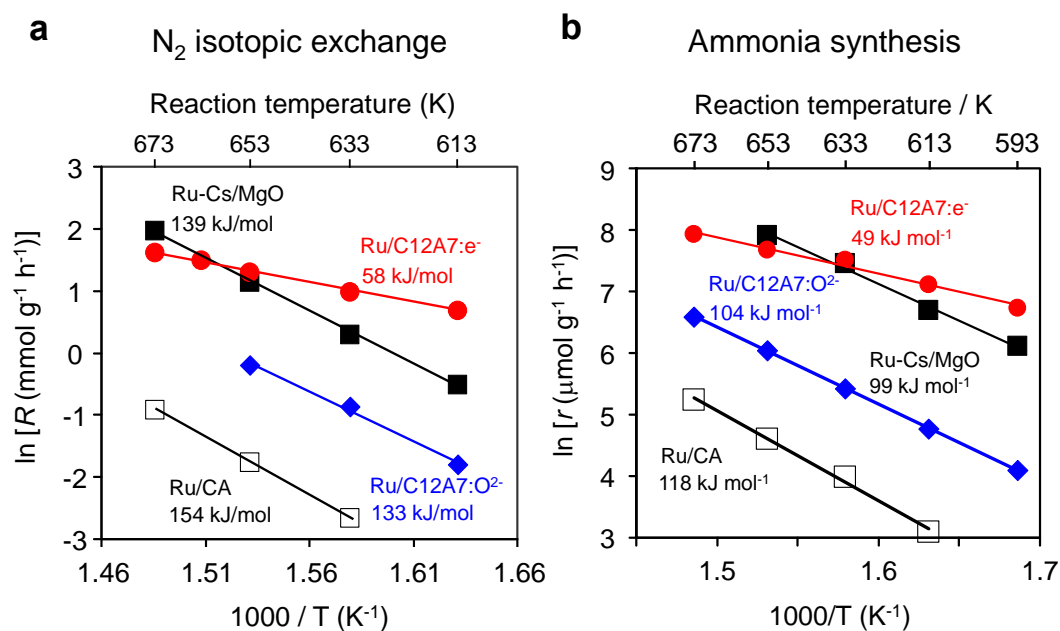 a
N₂ isotopic exchange
Reaction temperature (K)
673 653 633 613
3
2
1
0
-1
-2
-3
ln [R (mmol g⁻¹ h⁻¹)]
Ru-Cs/MgO
139 kJ/mol
Ru/C12A7:e⁻
58 kJ/mol
Ru/CA
154 kJ/mol
Ru/C12A7:O²⁻
133 kJ/mol
1.46 1.51 1.56 1.61 1.66
1000 / T (K⁻¹)
b
Ammonia synthesis
Reaction temperature / K
673 653 633 613 593
9
8
7
6
5
4
3
ln [r (μmol g⁻¹ h⁻¹)]
Ru/C12A7:e⁻
49 kJ mol⁻¹
Ru/C12A7:O²⁻
104 kJ mol⁻¹
Ru-Cs/MgO
99 kJ mol⁻¹
Ru/CA
118 kJ mol⁻¹
1.5 1.6 1.7
1000/T (K⁻¹)